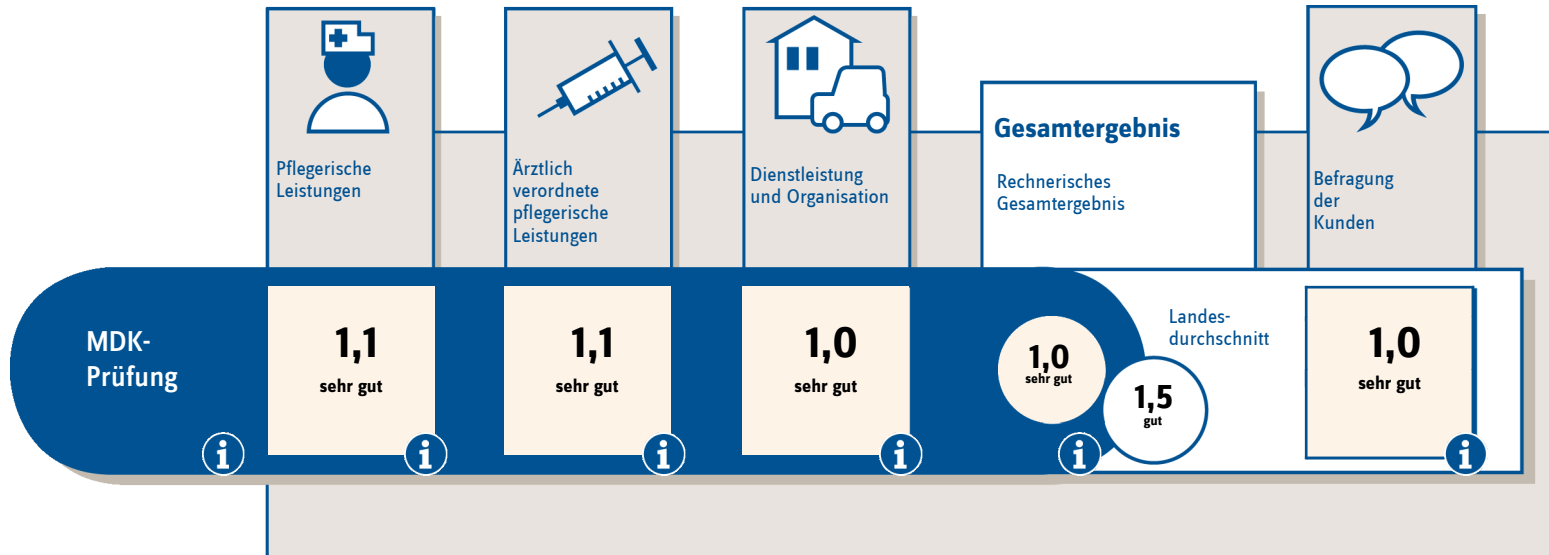 Pflegerische
Leistungen
Ärztlich
verordnete
pflegerische
Leistungen
Dienstleistung
und Organisation
Gesamtergebnis
Rechnerisches
Gesamtergebnis
Befragung
der
Kunden
MDK-
Prüfung
1,1
sehr gut
1,1
sehr gut
1,0
sehr gut
1,0
sehr gut
Landes-
durchschnitt
1,5
gut
1,0
sehr gut
i
i
i
i
i
i